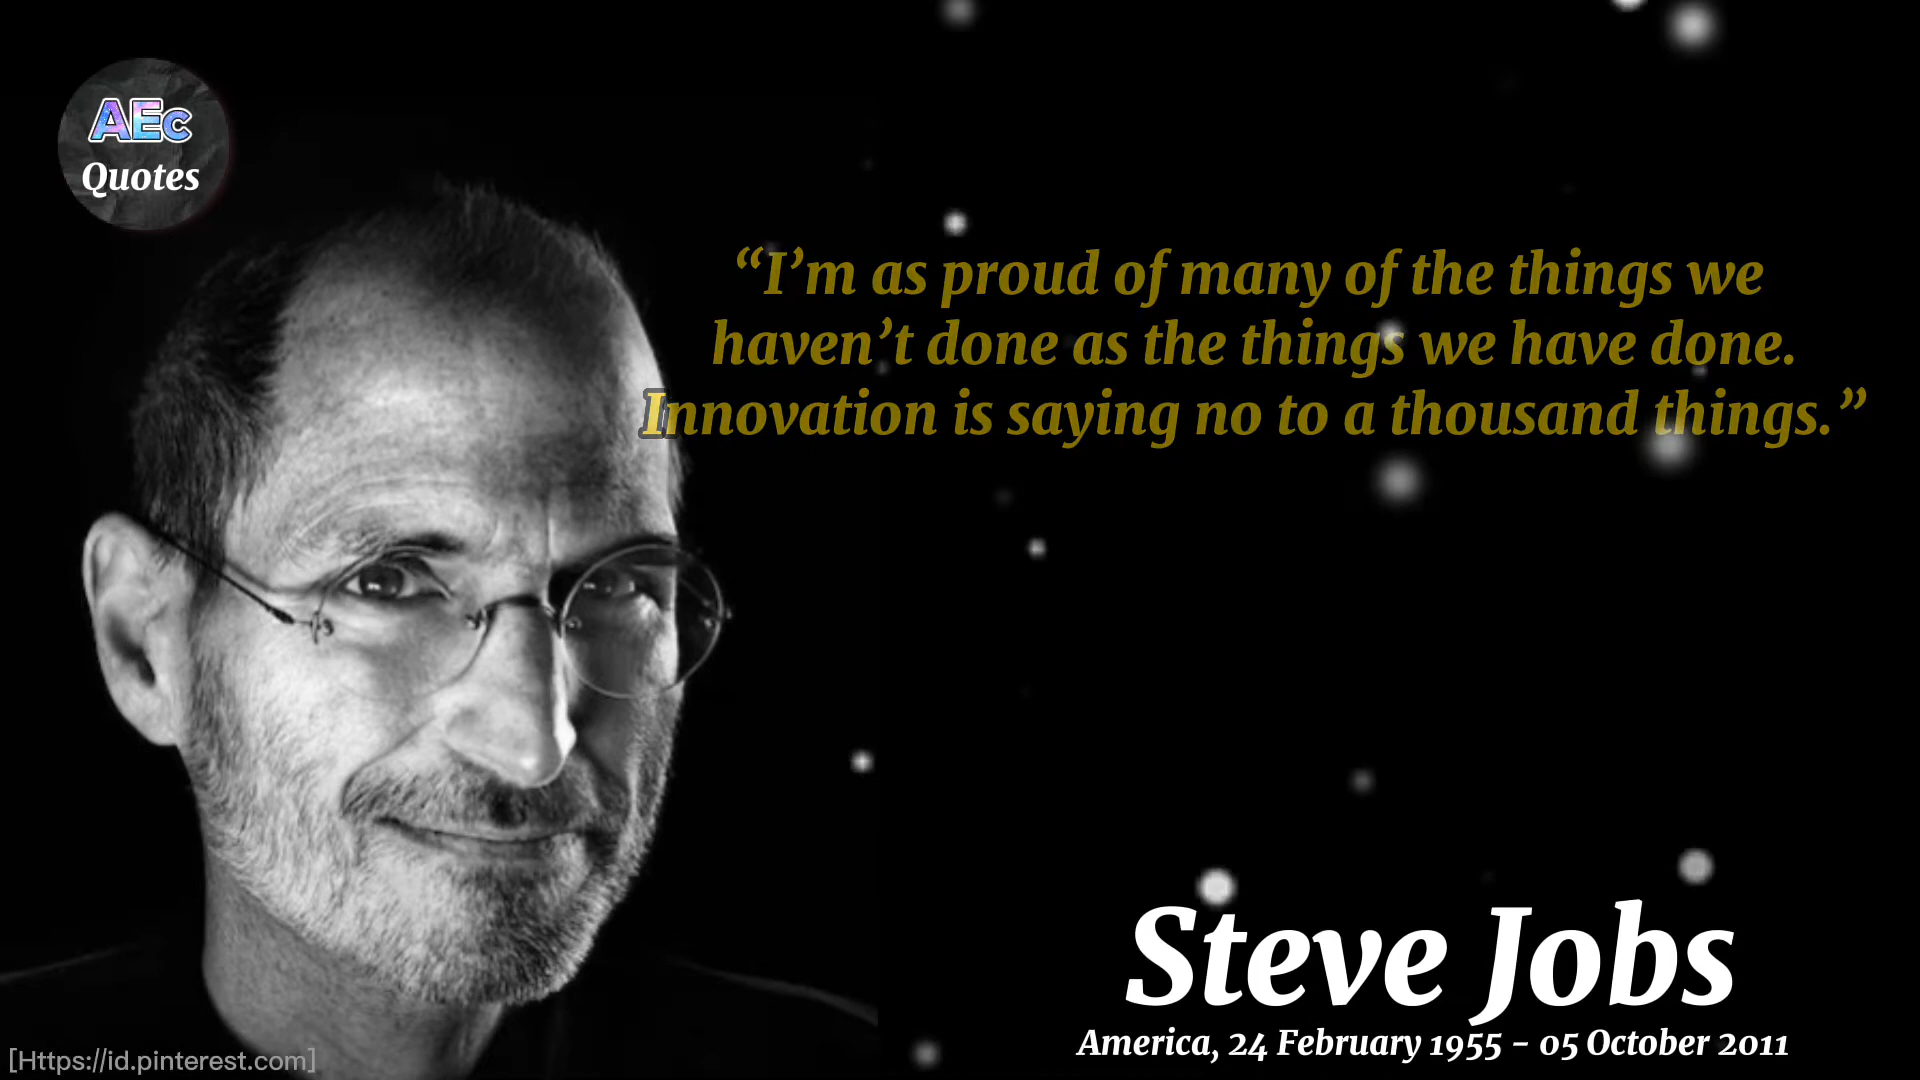 AEc
Quotes
“I’m as proud of many of the things we
haven’t done as the things we have done.
Innovation is saying no to a thousand things.”
Steve Jobs
America, 24 February 1955 - 05 October 2011
[Https://id.pinterest.com]